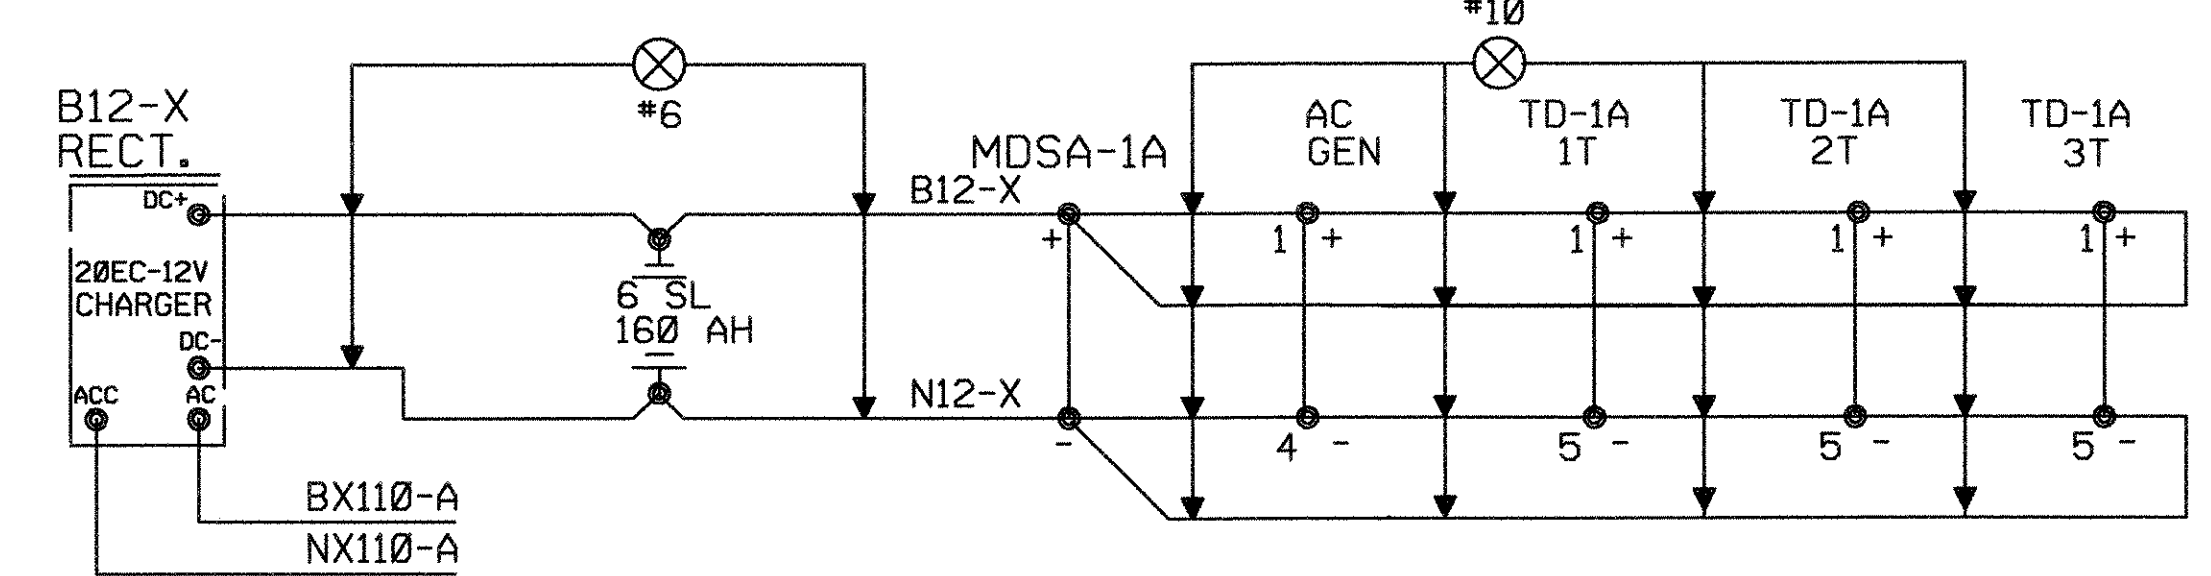 #10
#6
B12-X
RECT.
AC
GEN
TD-1A
1T
TD-1A
2T
TD-1A
3T
MDSA-1A
B12-X
DC+
+
1 +
1 +
1 +
1 +
20EC-12V
CHARGER
6 SL
160 AH
DC-
ACC
AC
N12-X
-
4 -
5 -
5 -
5 -
BX110-A
NX110-A